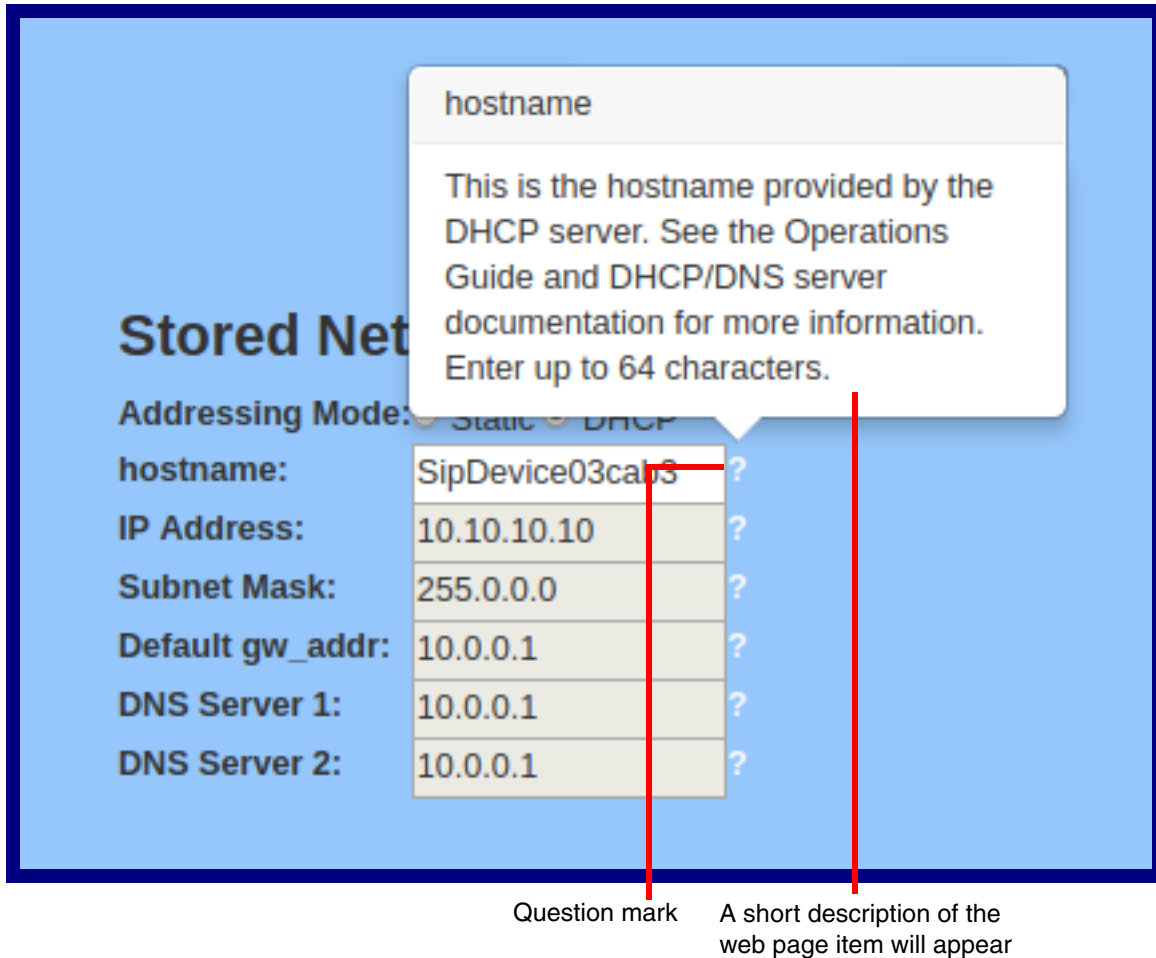 hostname
This is the hostname provided by the
DHCP server. See the Operations
Guide and DHCP/DNS server
documentation for more information.
Enter up to 64 characters.
Stored Net
Addressing Mode: Static DHCP
hostname: SipDevice03cab3 ?
IP Address: 10.10.10.10 ?
Subnet Mask: 255.0.0.0 ?
Default gw_addr: 10.0.0.1 ?
DNS Server 1: 10.0.0.1 ?
DNS Server 2: 10.0.0.1 ?
Question mark
A short description of the
web page item will appear